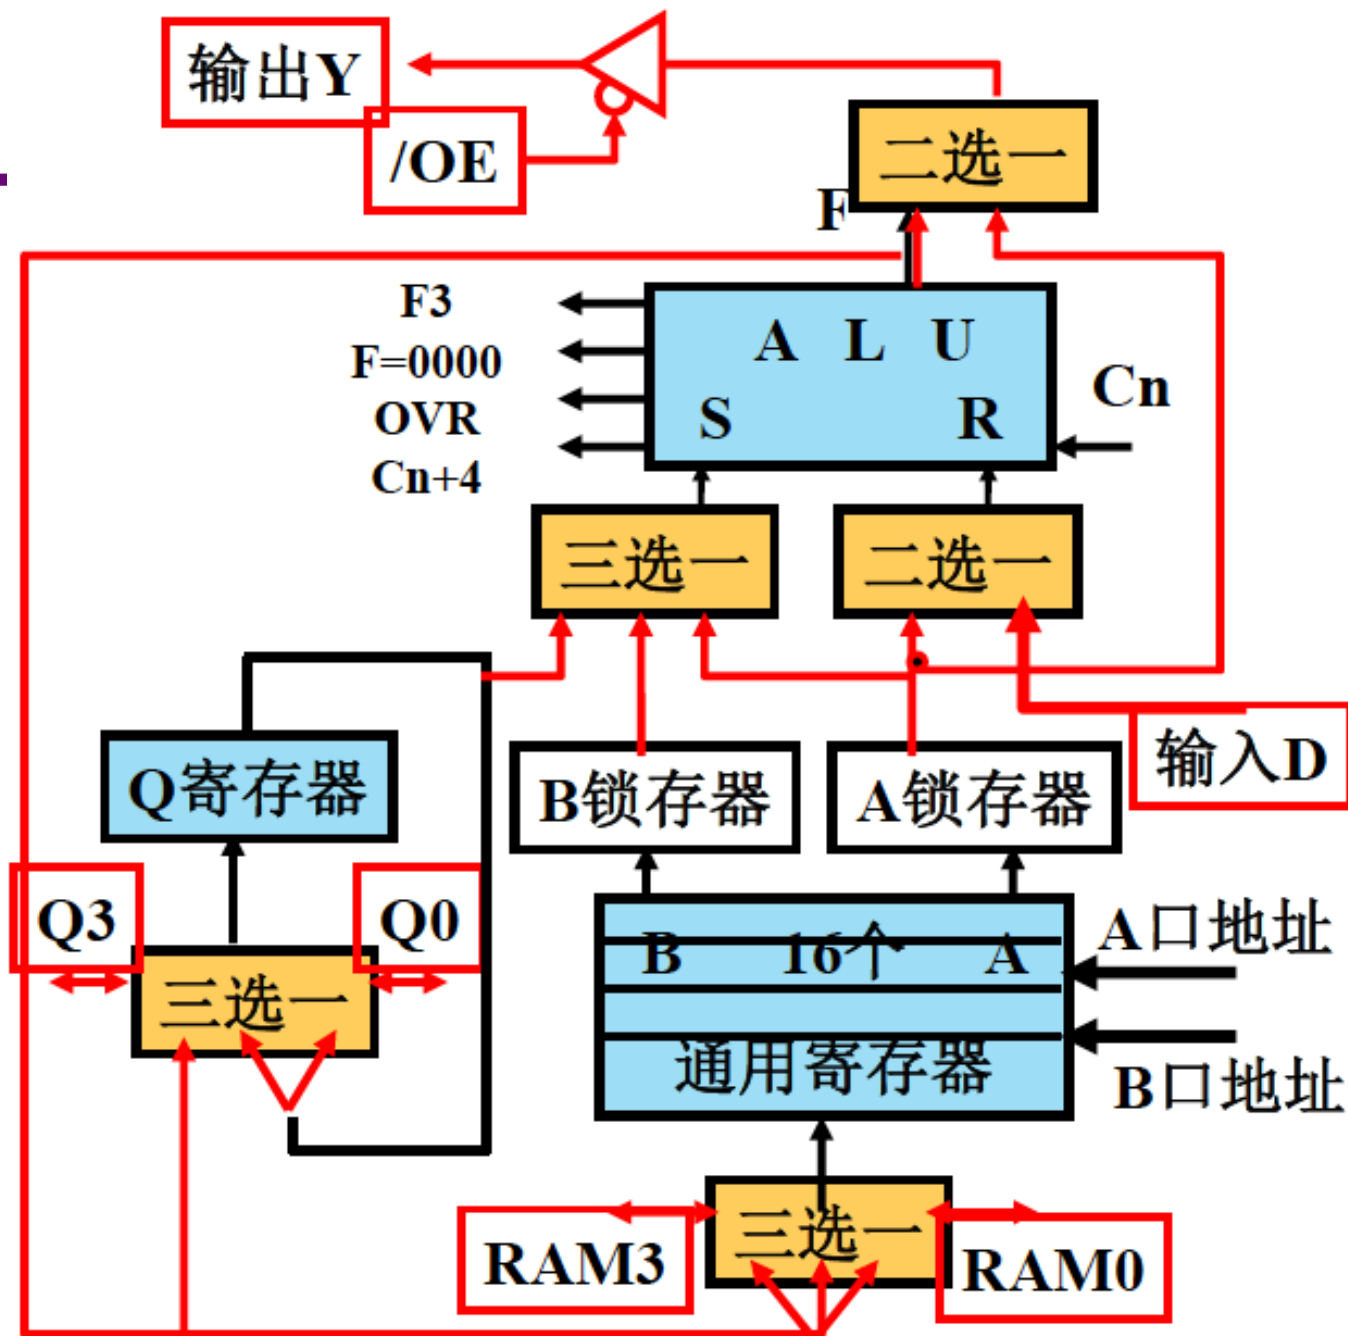 输出Y
/OE
二选一
F
F3
F=0000
OVR
Cn+4
A L U
S R
Cn
三选一
二选一
Q寄存器
B锁存器
A锁存器
输入D
Q3
Q0
三选一
B 16个 A
通用寄存器
A口地址
B口地址
RAM3
三选一
RAM0